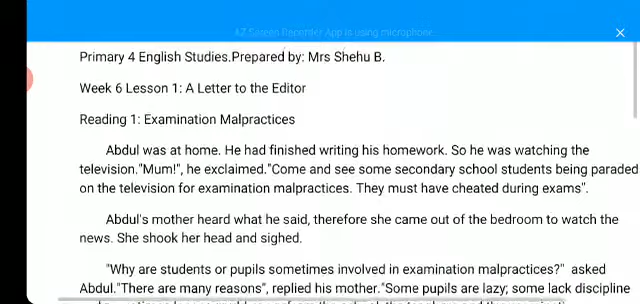 AZ Screen Recorder App is using microphone
Primary 4 English Studies.Prepared by: Mrs Shehu B.
Week 6 Lesson 1: A Letter to the Editor
Reading 1: Examination Malpractices
Abdul was at home. He had finished writing his homework. So he was watching the
television."Mum!", he exclaimed."Come and see some secondary school students being paraded
on the television for examination malpractices. They must have cheated during exams".
Abdul's mother heard what he said, therefore she came out of the bedroom to watch the
news. She shook her head and sighed.
"Why are students or pupils sometimes involved in examination malpractices?" asked
Abdul."There are many reasons", replied his mother."Some pupils are lazy; some lack discipline